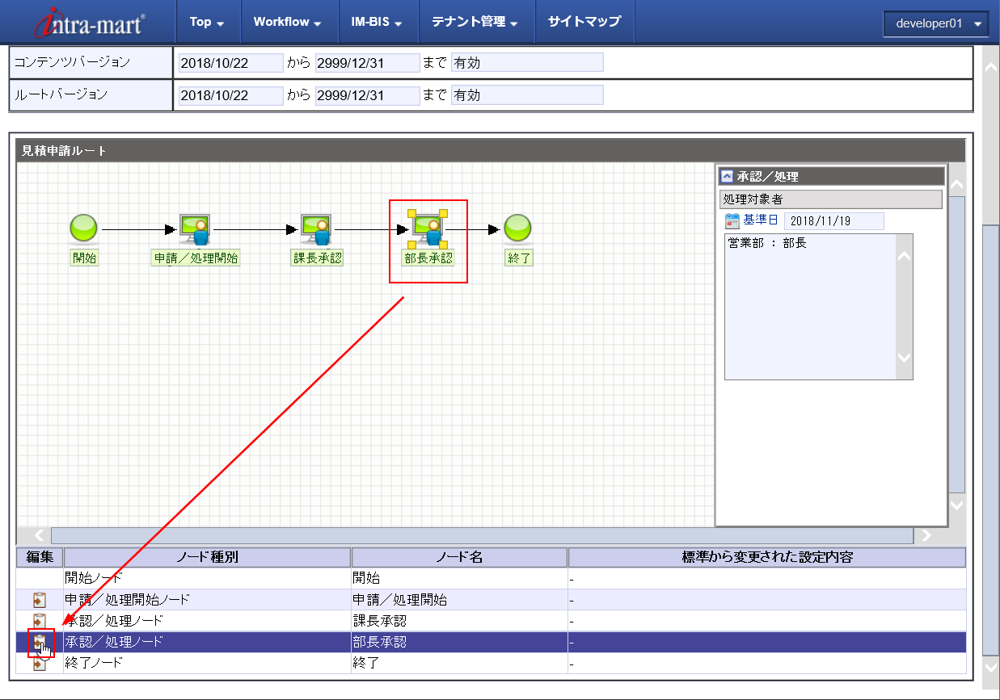 intra-mart Top Workflow IM-BIS テナント管理 サイトマップ developer01
コンテンツバージョン 2018/10/22 から 2999/12/31 まで 有効
ルートバージョン 2018/10/22 から 2999/12/31 まで 有効
見積申請ルート
承認／処理
処理対象者
基準日 2018/11/19
営業部 : 部長
開始 申請／処理開始 課長承認 部長承認 終了
編集 ノード種別 ノード名 標準から変更された設定内容
開始ノード 開始 -
申請／処理開始ノード 申請／処理開始 -
承認／処理ノード 課長承認 -
承認／処理ノード 部長承認 -
終了ノード 終了 -